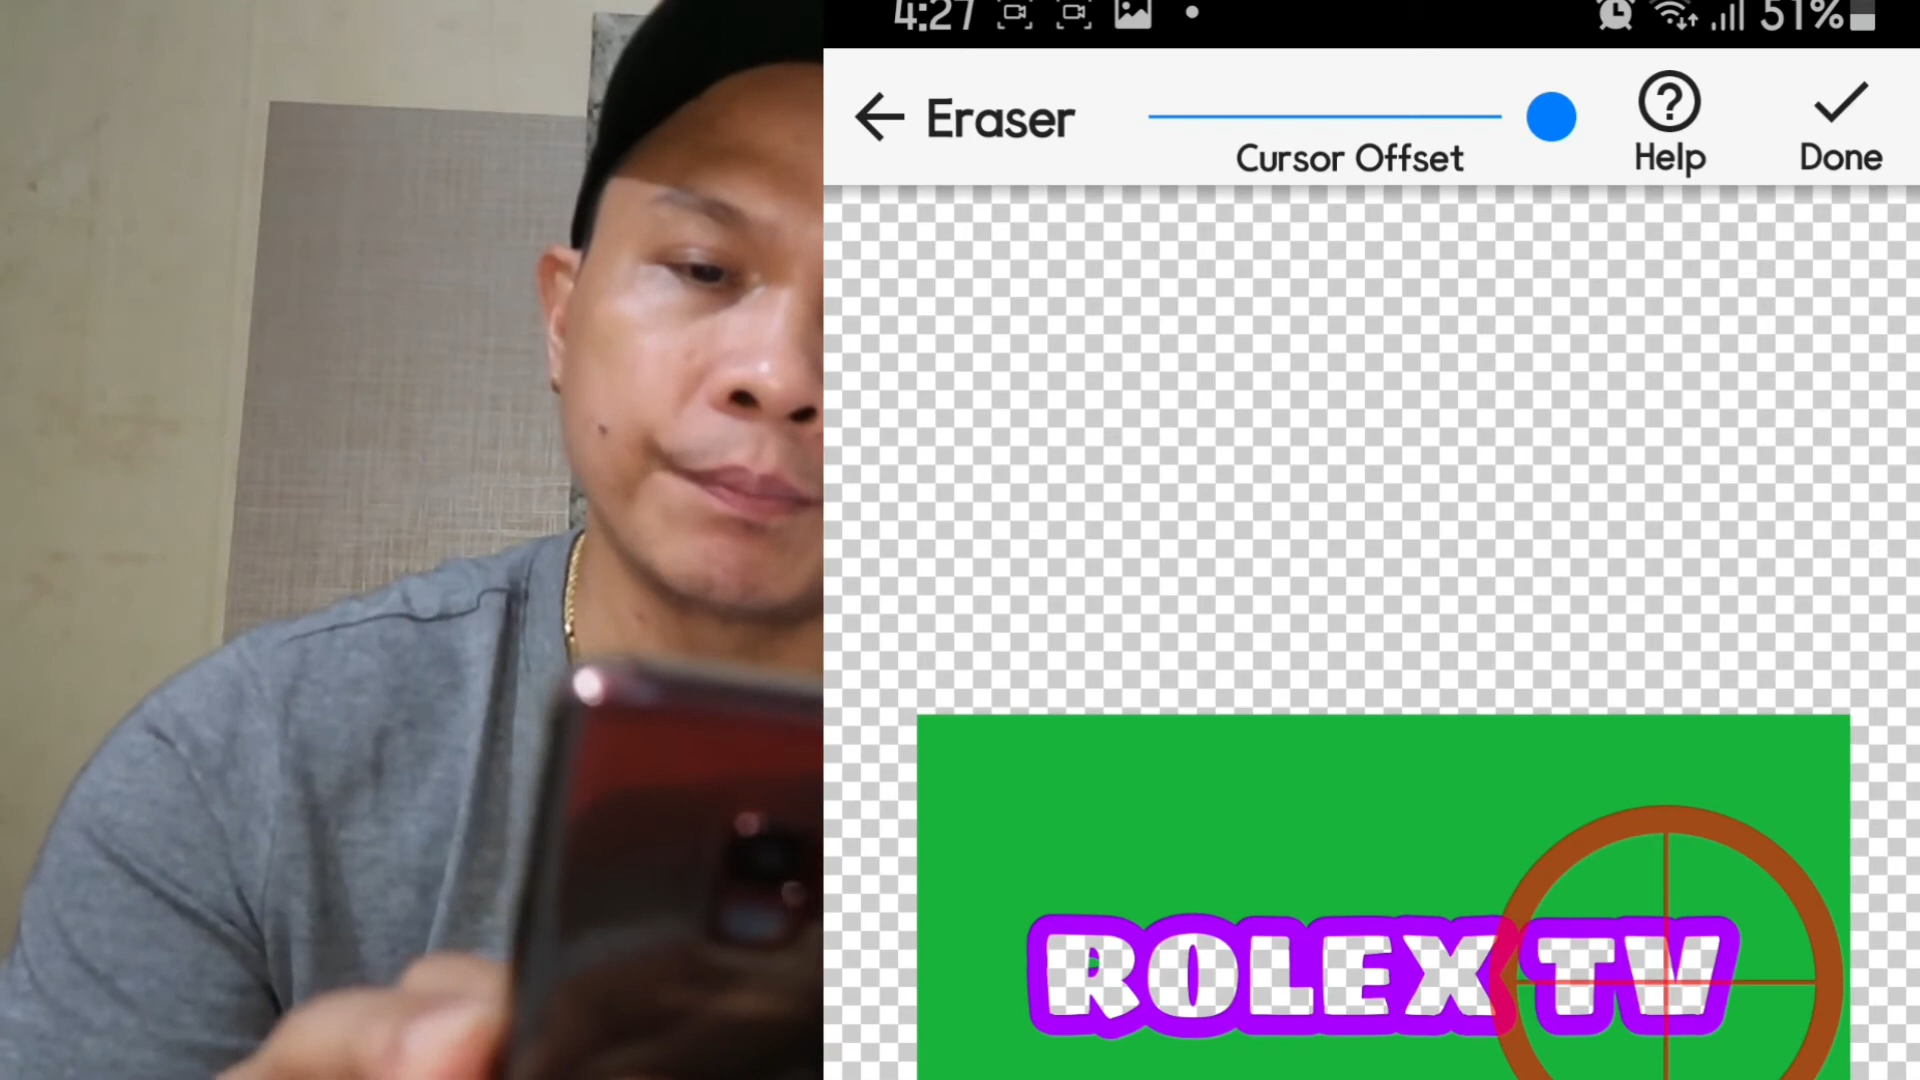 4:27 51%
Eraser
Cursor Offset
Help
Done
ROLEX TV